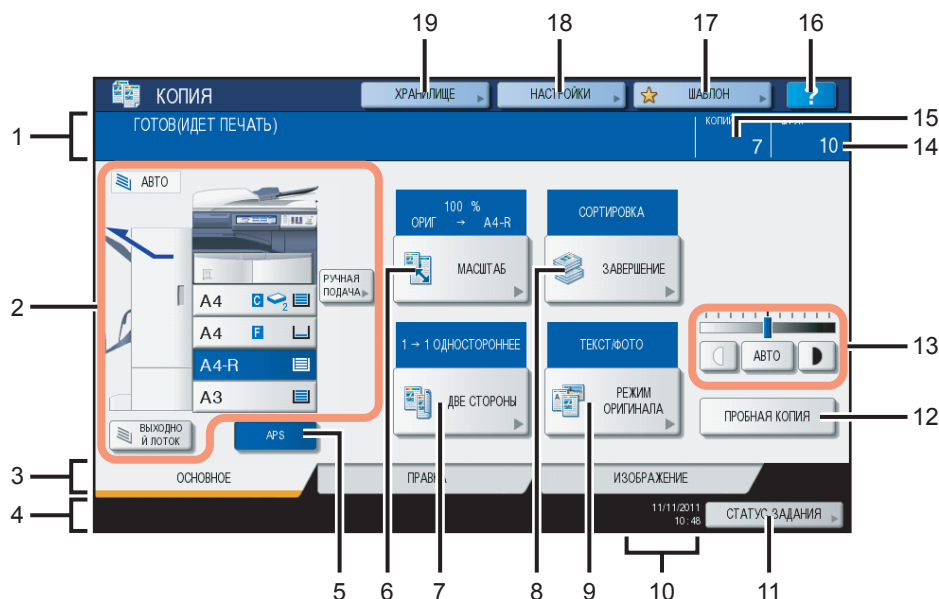 19
18
17
16
КОПИЯ
ХРАНИЛИЩЕ
НАСТРОЙКИ
ШАБЛОН
?
1
ГОТОВ(ИДЕТ ПЕЧАТЬ)
15
7
10
14
АВТО
100 %
ОРИГ → A4-R
СОРТИРОВКА
МАСШТАБ
ЗАВЕРШЕНИЕ
РУЧНАЯ
ПОДАЧА
2
A4 C 2
A4 F
A4-R
A3
1 → 1 ОДНОСТОРОННЕЕ
ТЕКСТ/ФОТО
АВТО
13
ДВЕ СТОРОНЫ
РЕЖИМ
ОРИГИНАЛА
ПРОБНАЯ КОПИЯ
12
ВЫХОДНО
Й ЛОТОК
APS
3
ОСНОВНОЕ
ПРАВКА
ИЗОБРАЖЕНИЕ
4
11/11/2011
10:48
СТАТУС ЗАДАНИЯ
5
6
7
8
9
10
11